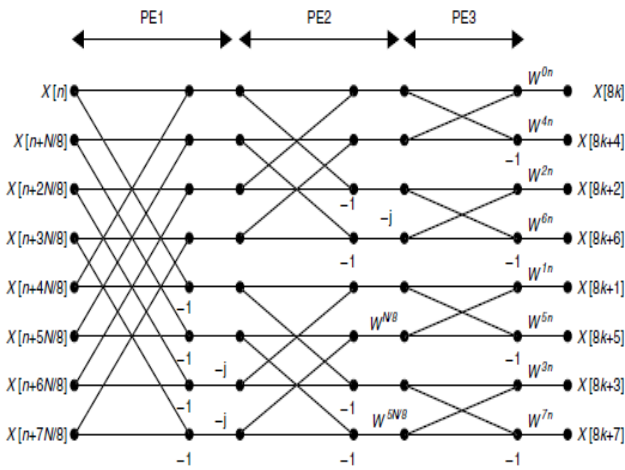 PE1 PE2 PE3
X[n] W^{0n} X[8k]
X[n+N/8] W^{4n} X[8k+4]
-1
X[n+2N/8] W^{2n} X[8k+2]
-1 -j
X[n+3N/8] W^{6n} X[8k+6]
-1 -1
X[n+4N/8] W^{1n} X[8k+1]
-1 W^{N/8}
X[n+5N/8] W^{5n} X[8k+5]
-1 -j -1
X[n+6N/8] W^{3n} X[8k+3]
-1 -j -1 W^{5N/8}
X[n+7N/8] W^{7n} X[8k+7]
-1 -1 -1